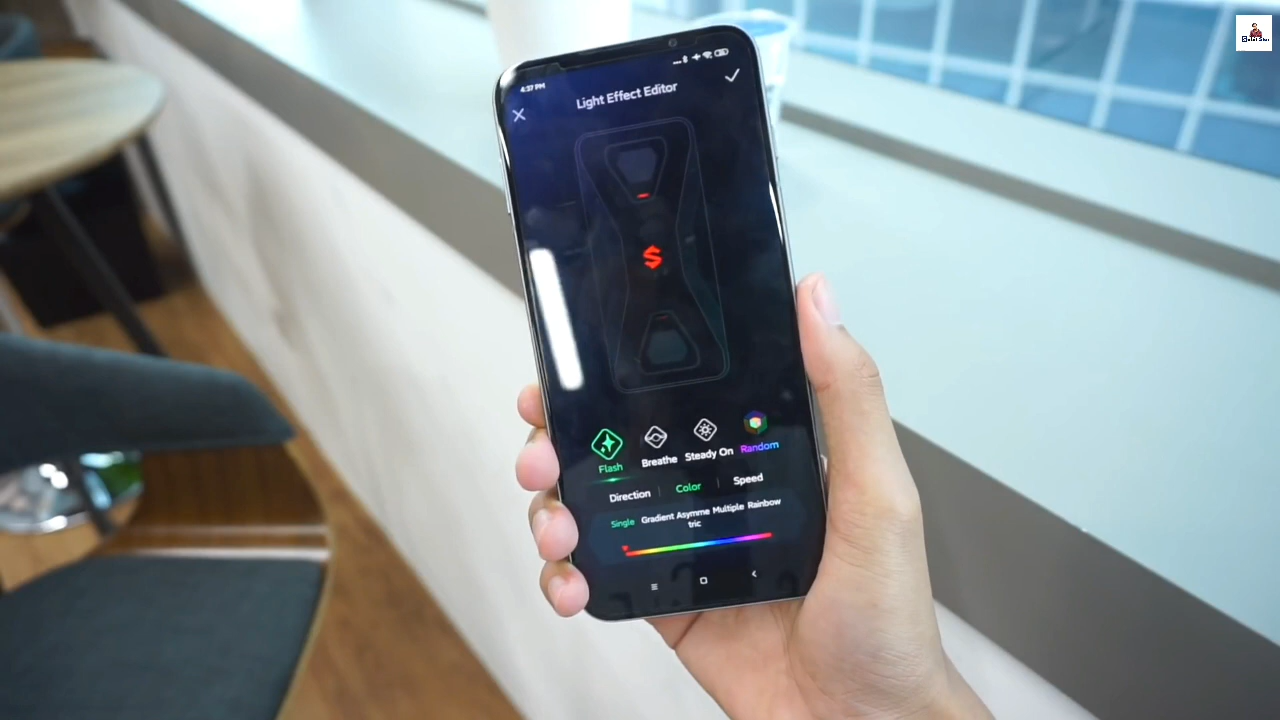 4:37 PM
Light Effect Editor
Flash
Breathe
Steady On
Random
Direction
Color
Speed
Single
Gradient
Asymme
tric
Multiple
Rainbow